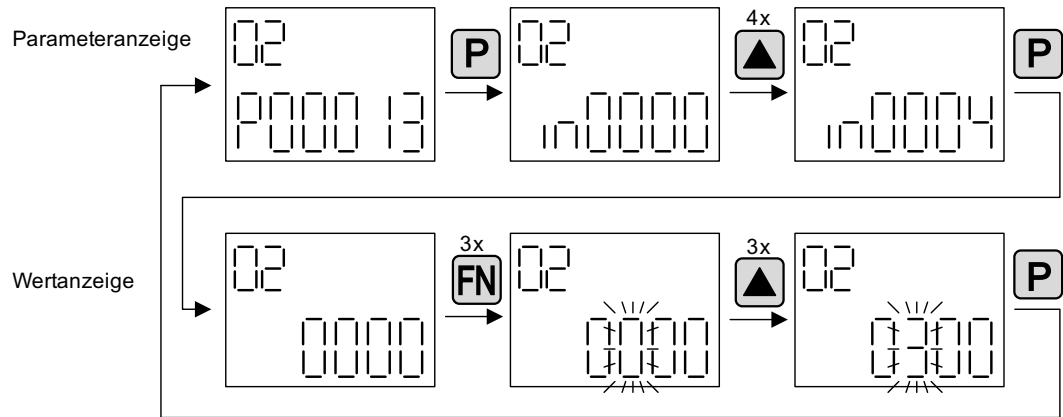 Parameteranzeige
02
P00013
P
02
in0000
4x
02
in0004
P
Wertanzeige
02
0000
3x
FN
02
0000
3x
02
0300
P